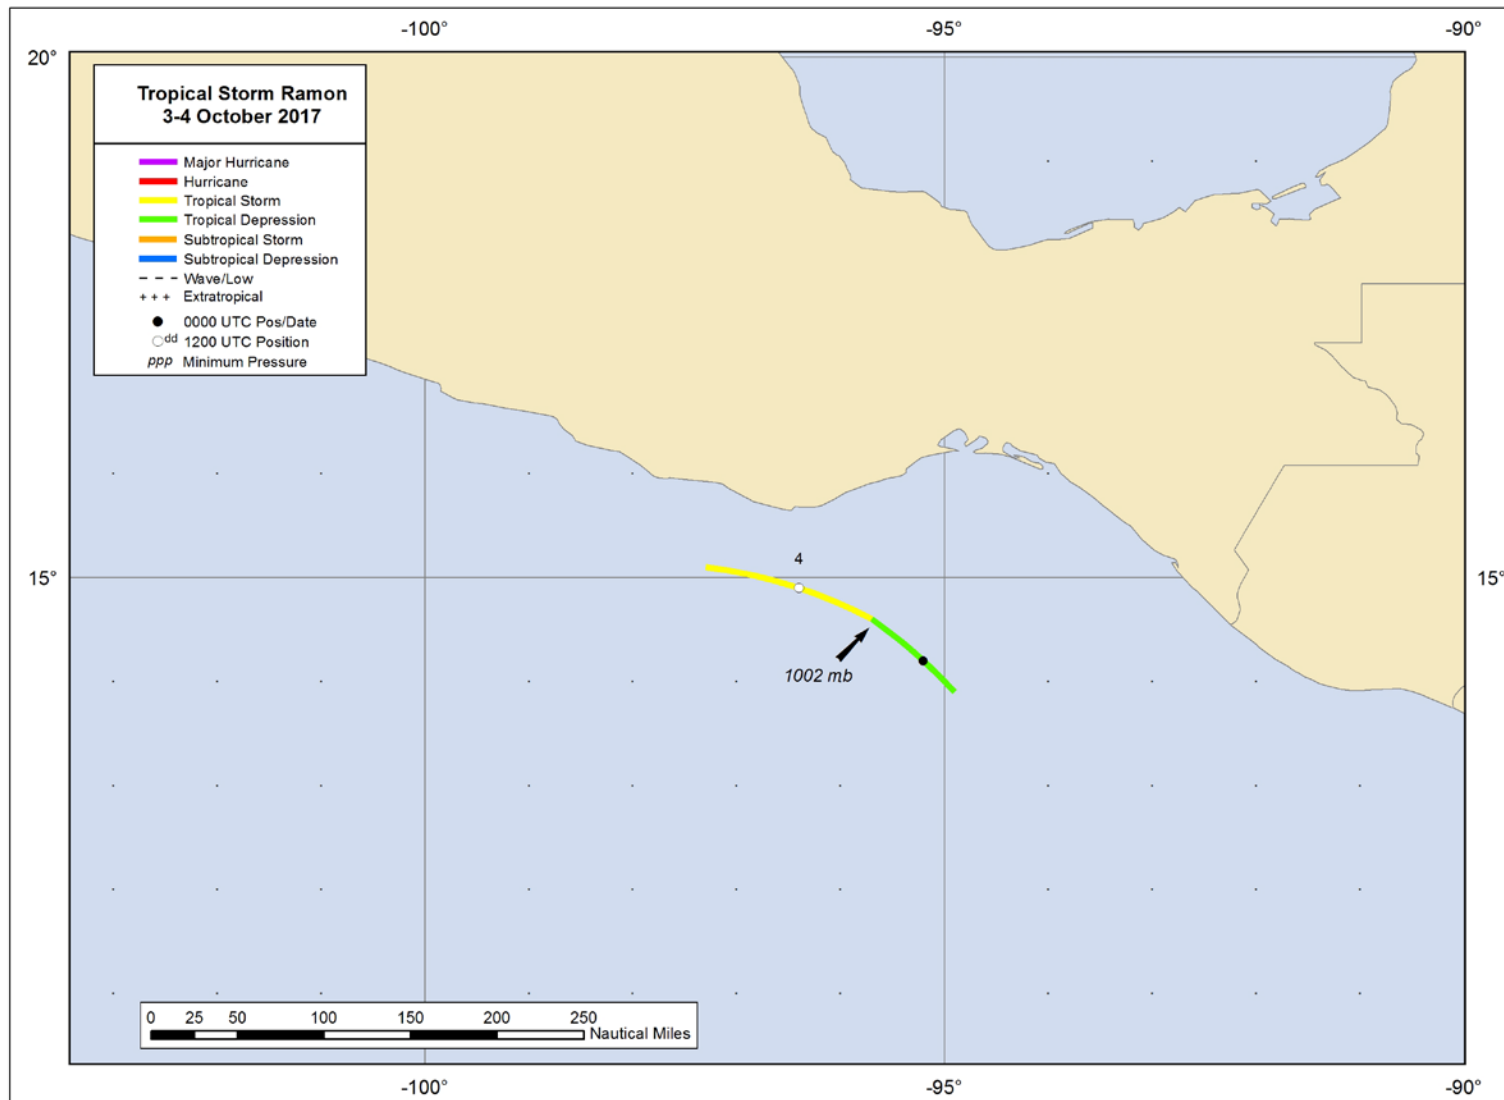 -100° -95° -90°
20°
Tropical Storm Ramon
3-4 October 2017
Major Hurricane
Hurricane
Tropical Storm
Tropical Depression
Subtropical Storm
Subtropical Depression
Wave/Low
+ + + Extratropical
0000 UTC Pos/Date
dd 1200 UTC Position
ppp Minimum Pressure
4
15° 15°
1002 mb
0 25 50 100 150 200 250
Nautical Miles
-100° -95° -90°